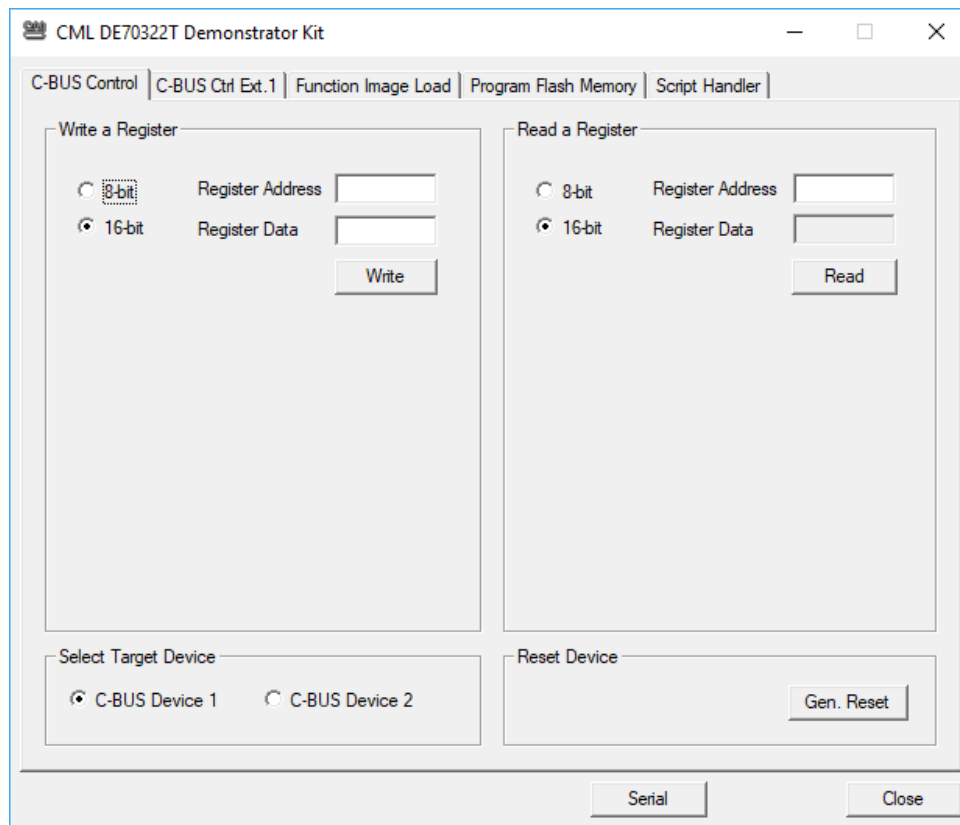 CML DE70322T Demonstrator Kit
C-BUS Control C-BUS Ctrl Ext.1 Function Image Load Program Flash Memory Script Handler
Write a Register
8-bit Register Address
16-bit Register Data
Write
Read a Register
8-bit Register Address
16-bit Register Data
Read
Select Target Device
C-BUS Device 1 C-BUS Device 2
Reset Device
Gen. Reset
Serial Close